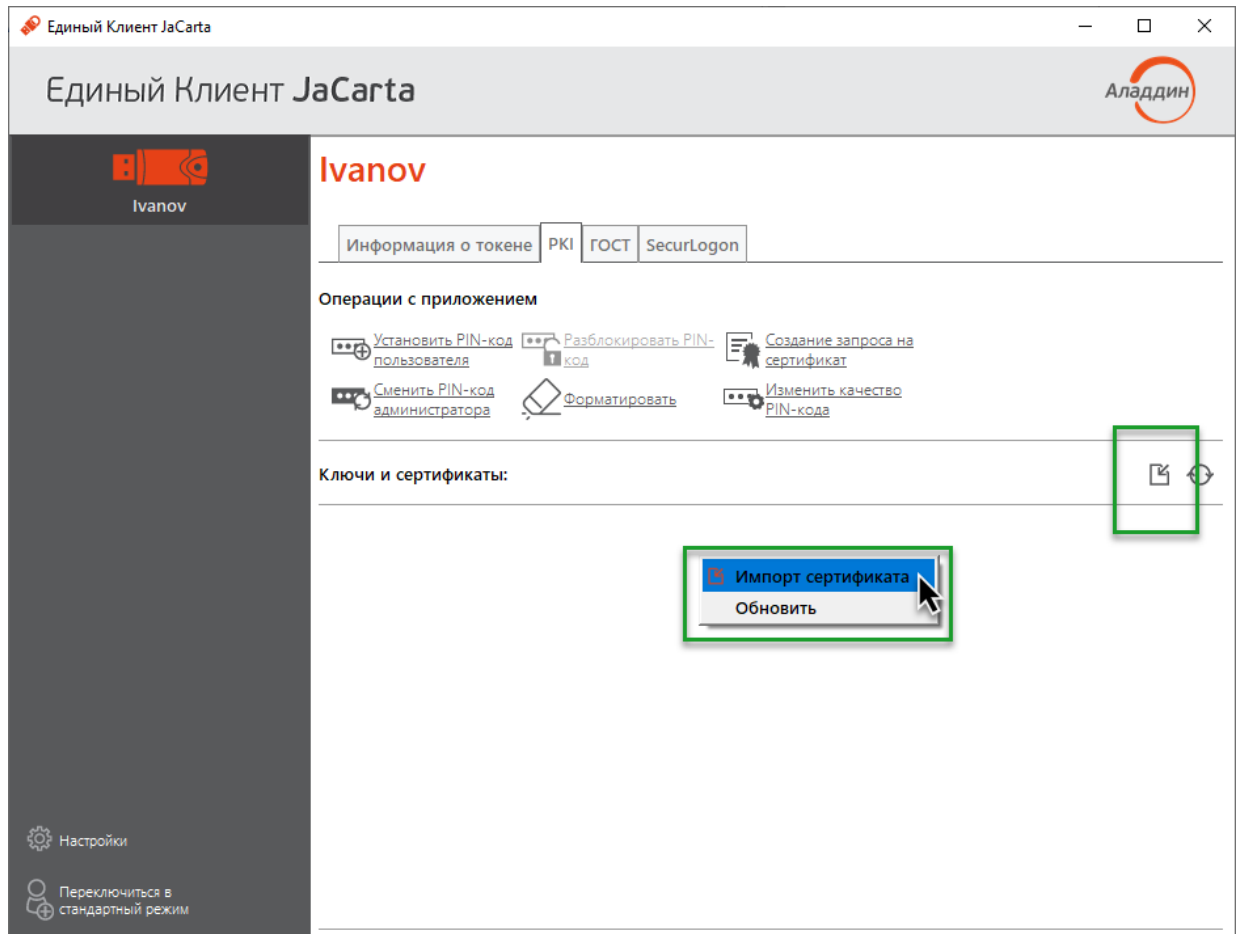 Единый Клиент JaCarta
Единый Клиент JaCarta
Аладдин
Ivanov
Ivanov
Информация о токене PKI ГОСТ SecurLogon
Операции с приложением
Установить PIN-код
пользователя
Разблокировать PIN-
код
Создание запроса на
сертификат
Сменить PIN-код
администратора
Форматировать
Изменить качество
PIN-кода
Ключи и сертификаты:
Импорт сертификата
Обновить
Настройки
Переключиться в
стандартный режим